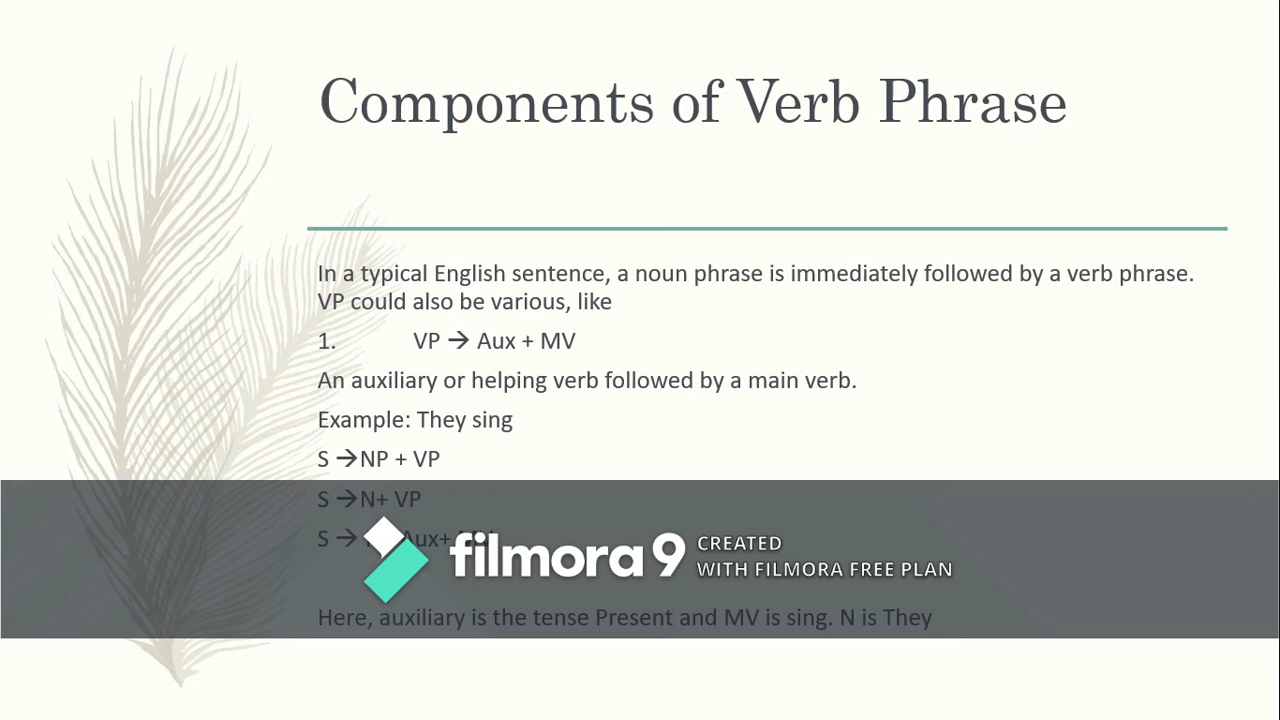 Components of Verb Phrase
In a typical English sentence, a noun phrase is immediately followed by a verb phrase.
VP could also be various, like
1. VP → Aux + MV
An auxiliary or helping verb followed by a main verb.
Example: They sing
S →NP + VP
S →N+ VP
S → Aux+
filmora9 CREATED
WITH FILMORA FREE PLAN
Here, auxiliary is the tense Present and MV is sing. N is They